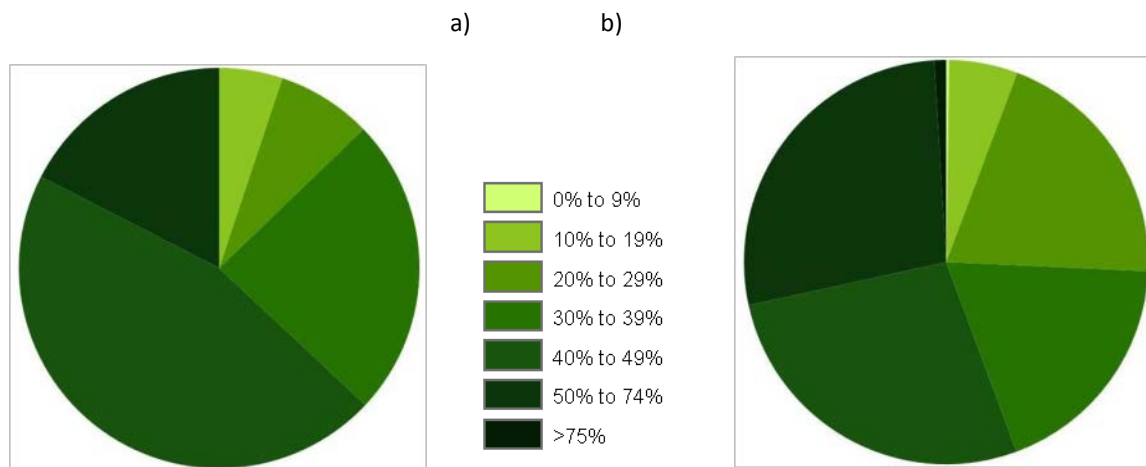 a) b)
0% to 9%
10% to 19%
20% to 29%
30% to 39%
40% to 49%
50% to 74%
>75%